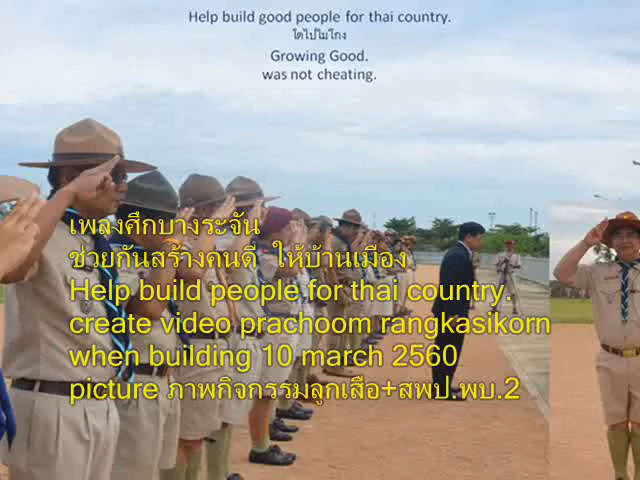 Help build good people for thai country.
โตไปไม่โกง
Growing Good.
was not cheating.
เพลงศึกบางระจัน
ช่วยกันสร้างคนดี ให้บ้านเมือง
Help build people for thai country.
create video prachoom rangkasikorn
when building 10 march 2560
picture ภาพกิจกรรมลูกเสือ+สพป.พบ.2